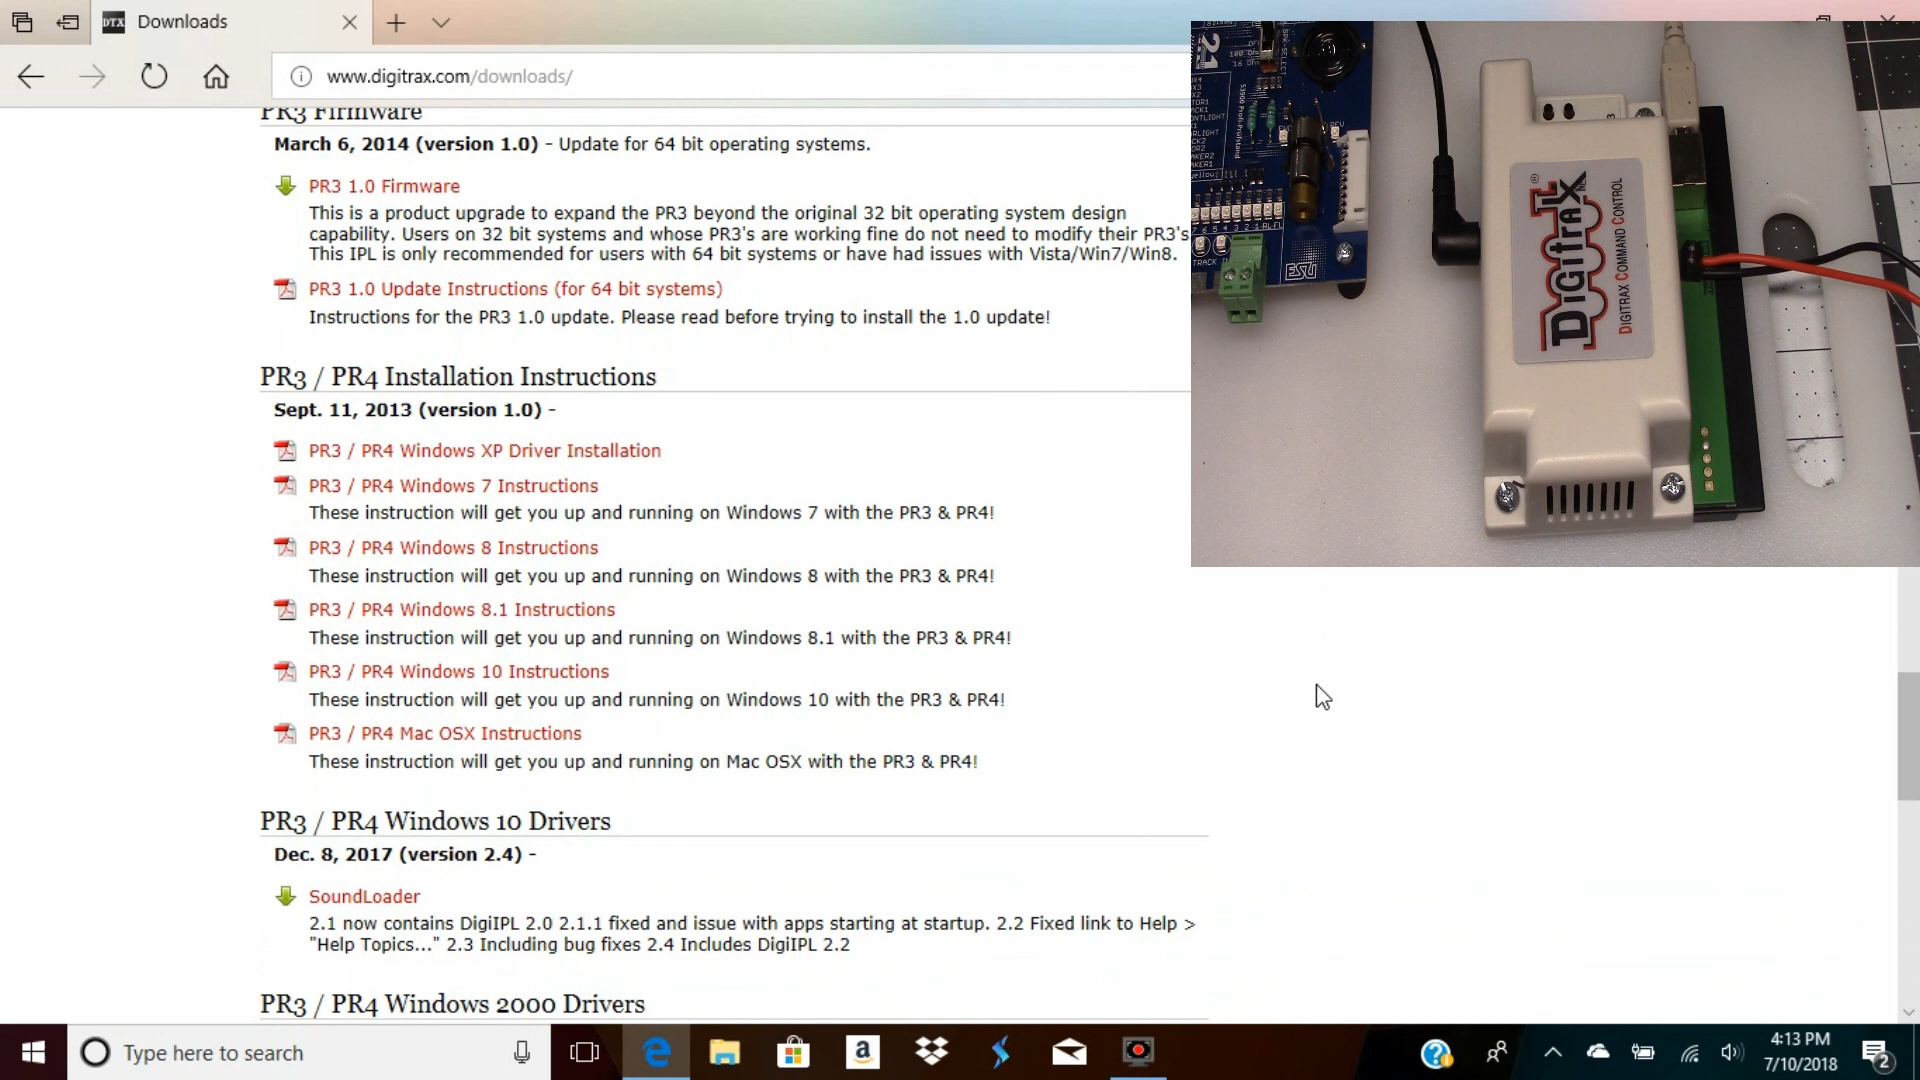 Downloads
www.digitrax.com/downloads/
PR3 Firmware
March 6, 2014 (version 1.0) - Update for 64 bit operating systems.
PR3 1.0 Firmware
This is a product upgrade to expand the PR3 beyond the original 32 bit operating system design
capability. Users on 32 bit systems and whose PR3's are working fine do not need to modify their PR3's
This IPL is only recommended for users with 64 bit systems or have had issues with Vista/Win7/Win8.
PR3 1.0 Update Instructions (for 64 bit systems)
Instructions for the PR3 1.0 update. Please read before trying to install the 1.0 update!
PR3 / PR4 Installation Instructions
Sept. 11, 2013 (version 1.0) -
PR3 / PR4 Windows XP Driver Installation
PR3 / PR4 Windows 7 Instructions
These instruction will get you up and running on Windows 7 with the PR3 & PR4!
PR3 / PR4 Windows 8 Instructions
These instruction will get you up and running on Windows 8 with the PR3 & PR4!
PR3 / PR4 Windows 8.1 Instructions
These instruction will get you up and running on Windows 8.1 with the PR3 & PR4!
PR3 / PR4 Windows 10 Instructions
These instruction will get you up and running on Windows 10 with the PR3 & PR4!
PR3 / PR4 Mac OSX Instructions
These instruction will get you up and running on Mac OSX with the PR3 & PR4!
PR3 / PR4 Windows 10 Drivers
Dec. 8, 2017 (version 2.4) -
SoundLoader
2.1 now contains DigiIPL 2.0 2.1.1 fixed and issue with apps starting at startup. 2.2 Fixed link to Help >
"Help Topics..." 2.3 Including bug fixes 2.4 Includes DigiIPL 2.2
PR3 / PR4 Windows 2000 Drivers
DIGITRAX
DIGITRAX COMMAND CONTROL
ESU
53900 Profi-Prüfstand
Type here to search
4:13 PM
7/10/2018
2